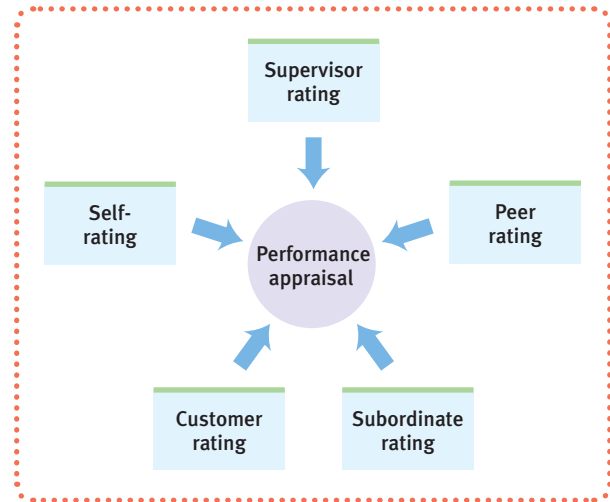 Supervisor
rating
Self-
rating
Peer
rating
Performance
appraisal
Customer
rating
Subordinate
rating